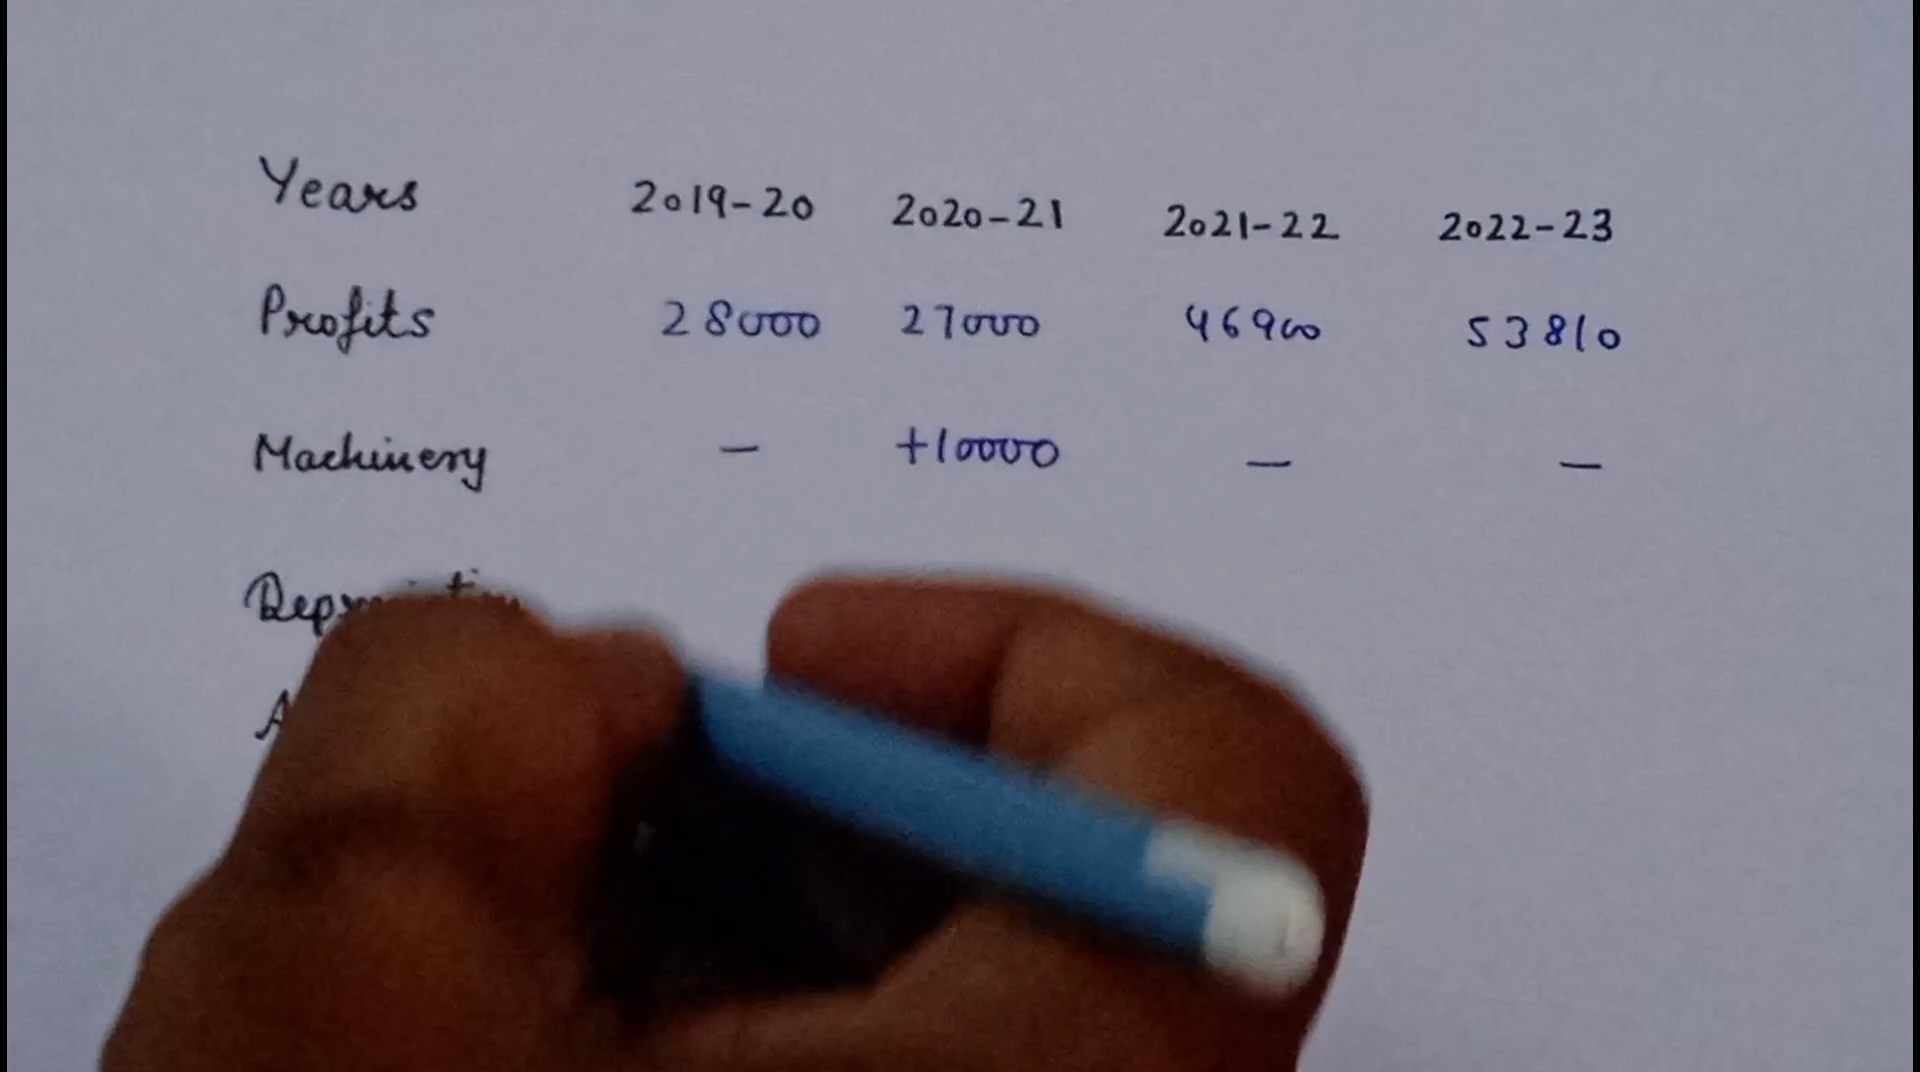 Years 2019-20 2020-21 2021-22 2022-23
Profits 28000 27000 46900 53810
Machinery - +10000 - -